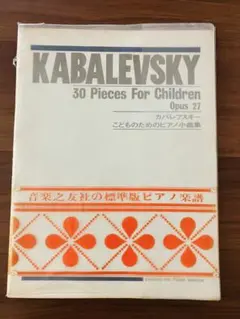 KABALEVSKY
30 Pieces For Children
Opus 27
カバレフスキー
こどものためのピアノ小曲集
音楽之友社の標準版ピアノ楽譜